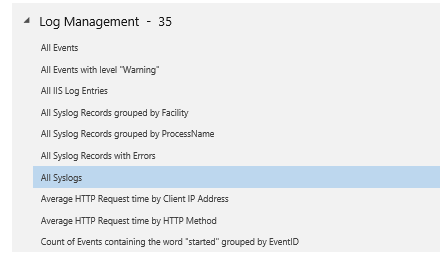 Log Management - 35
All Events
All Events with level "Warning"
All IIS Log Entries
All Syslog Records grouped by Facility
All Syslog Records grouped by ProcessName
All Syslog Records with Errors
All Syslogs
Average HTTP Request time by Client IP Address
Average HTTP Request time by HTTP Method
Count of Events containing the word "started" grouped by EventID